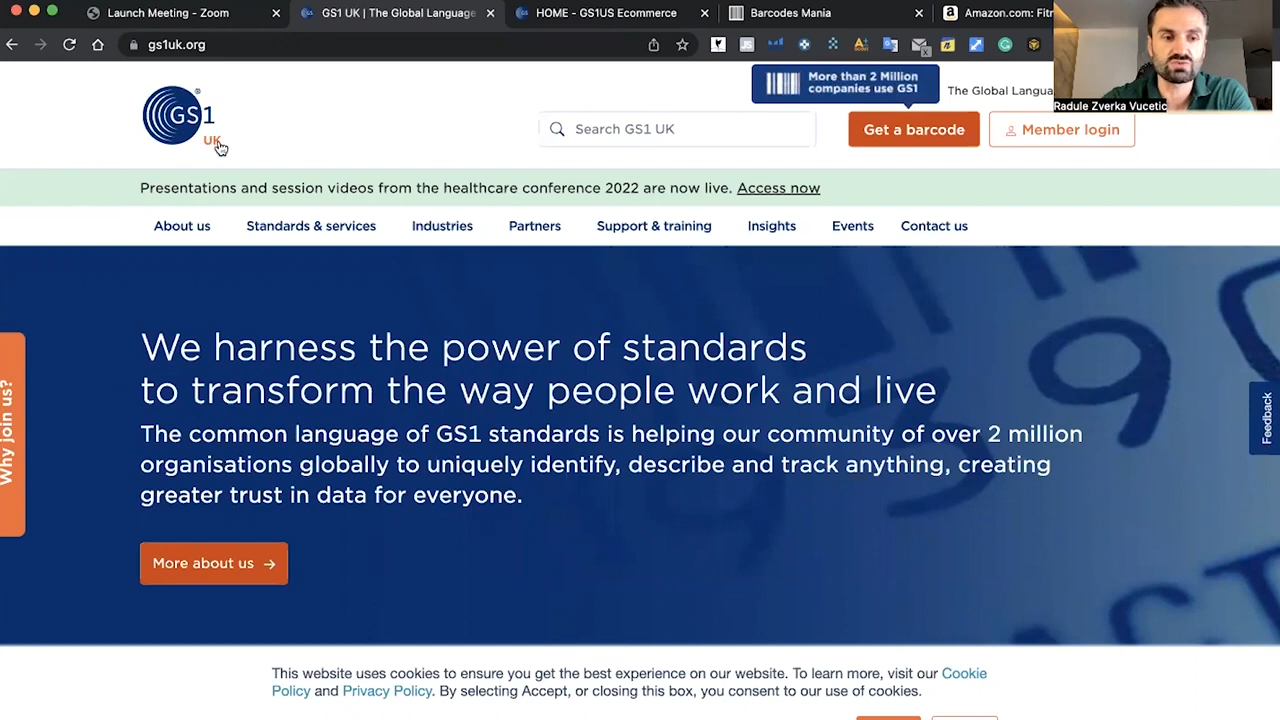 Launch Meeting - Zoom
GS1 UK | The Global Language
HOME - GS1US Ecommerce
Barcodes Mania
Amazon.com: Fitn
gs1uk.org
Radule Zverka Vucetic
More than 2 Million
companies use GS1
The Global Langua
GS1
UK
Search GS1 UK
Get a barcode
Member login
Presentations and session videos from the healthcare conference 2022 are now live. Access now
About us
Standards & services
Industries
Partners
Support & training
Insights
Events
Contact us
We harness the power of standards
to transform the way people work and live
The common language of GS1 standards is helping our community of over 2 million
organisations globally to uniquely identify, describe and track anything, creating
greater trust in data for everyone.
More about us →
Why join us?
Feedback
This website uses cookies to ensure you get the best experience on our website. To learn more, visit our Cookie
Policy and Privacy Policy. By selecting Accept, or closing this box, you consent to our use of cookies.